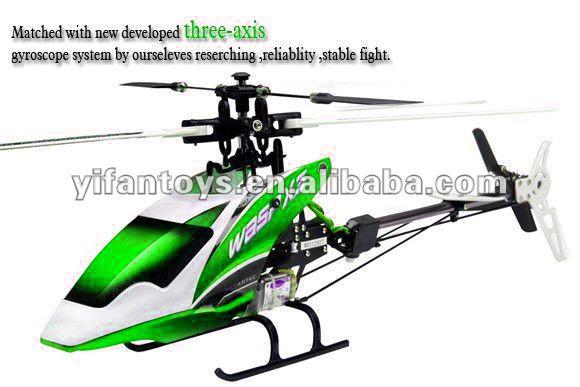 Matched with new developed three-axis
gyroscope system by ourseleves reserching ,reliablity ,stable fight.
yifantoys.en.alibaba.com
Wasp X3